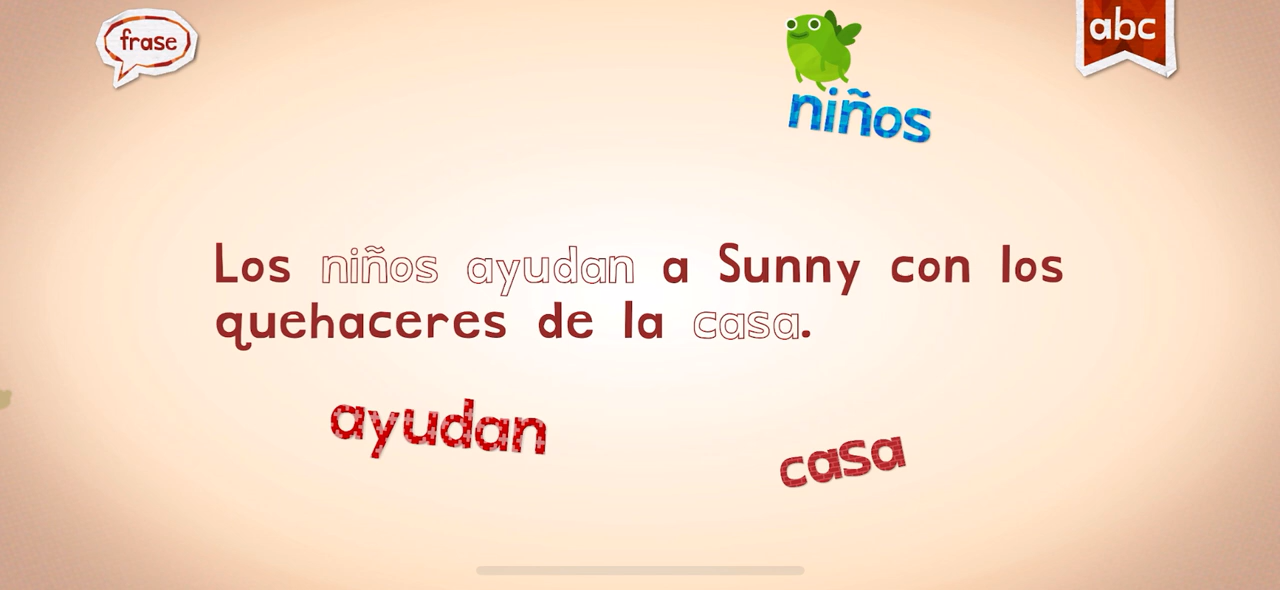 frase
abc
niños
Los niños ayudan a Sunny con los
quehaceres de la casa.
ayudan
casa